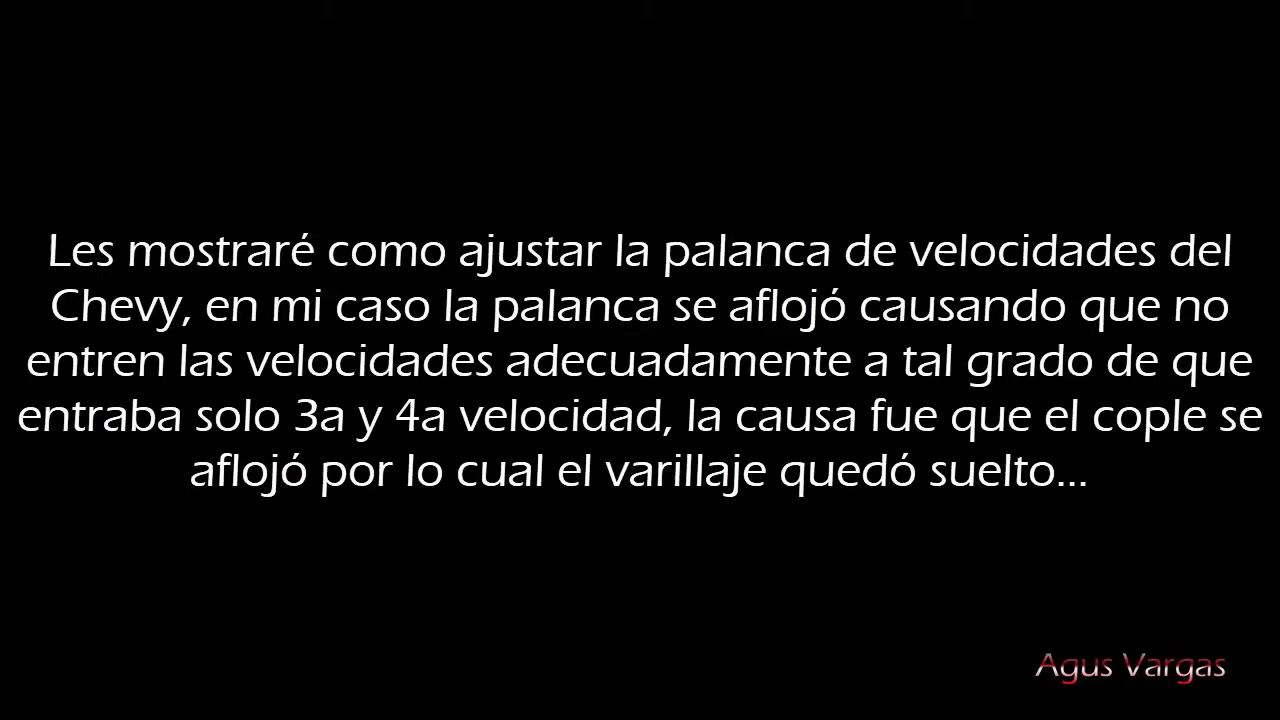 Les mostraré como ajustar la palanca de velocidades del
Chevy, en mi caso la palanca se aflojó causando que no
entren las velocidades adecuadamente a tal grado de que
entraba solo 3a y 4a velocidad, la causa fue que el cople se
aflojó por lo cual el varillaje quedó suelto...
Agus Vargas